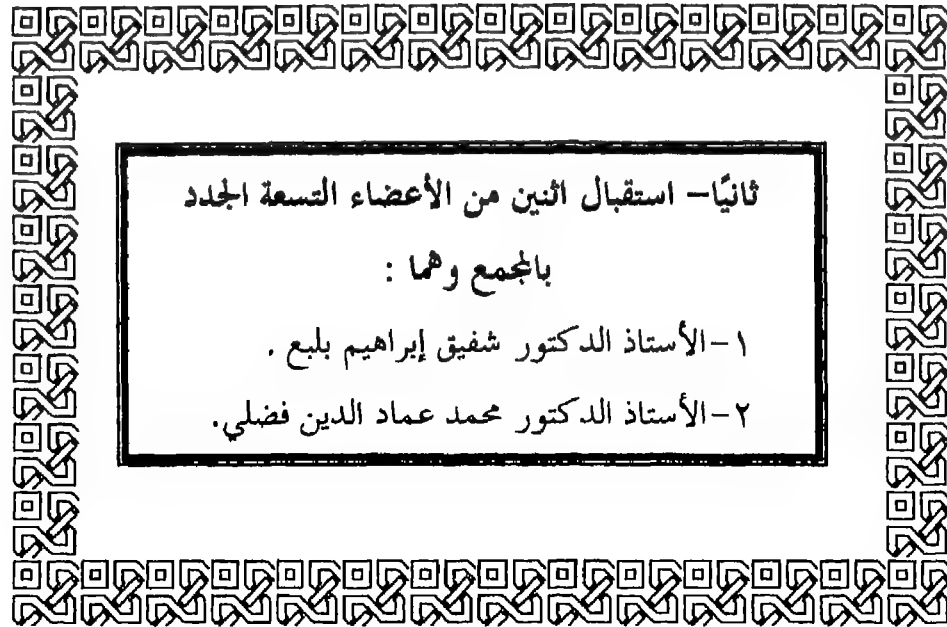 ثانيًا– استقبال اثنين من الأعضاء التسعة الجدد
بالمجمع وهما :
١–الأستاذ الدكتور شفيق إبراهيم بلبع .
٢–الأستاذ الدكتور محمد عماد الدين فضلي.